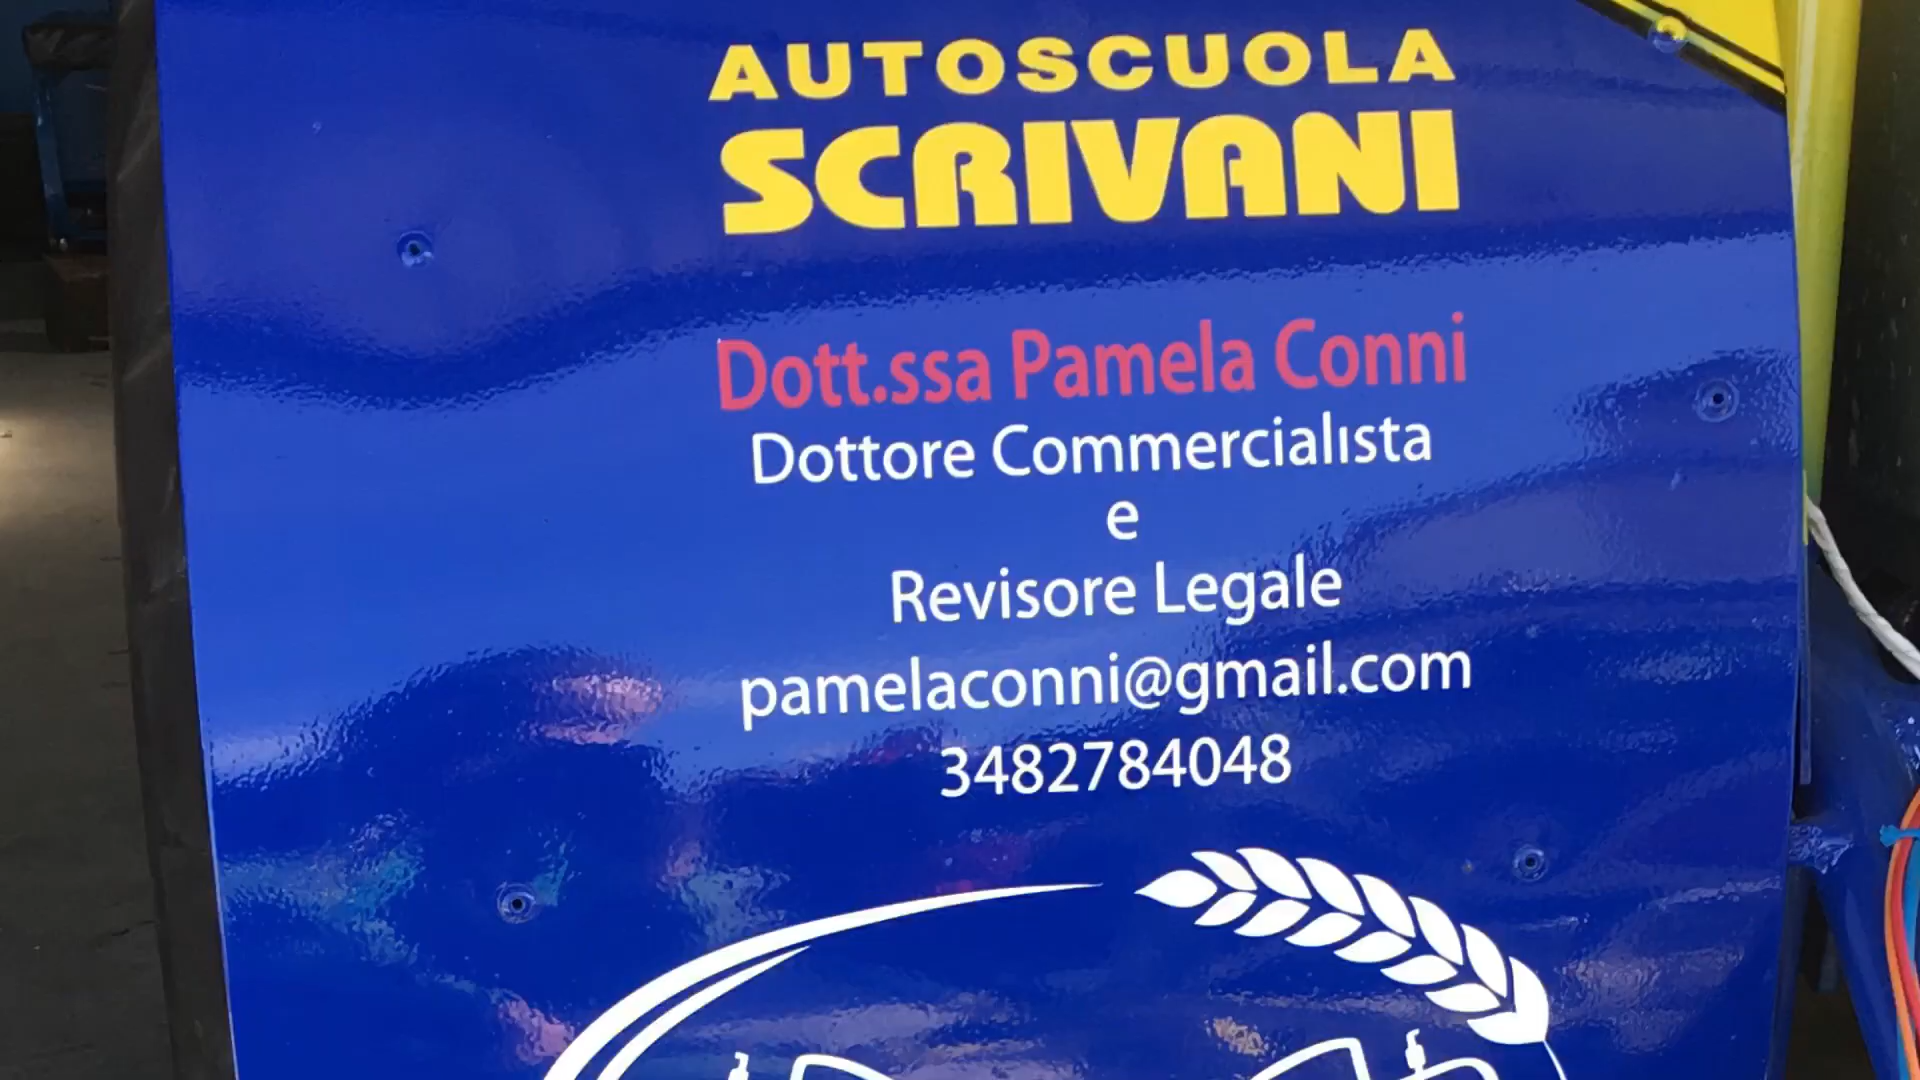 AUTOSCUOLA
SCRIVANI
Dott.ssa Pamela Conni
Dottore Commercialista
e
Revisore Legale
pamelaconni@gmail.com
3482784048